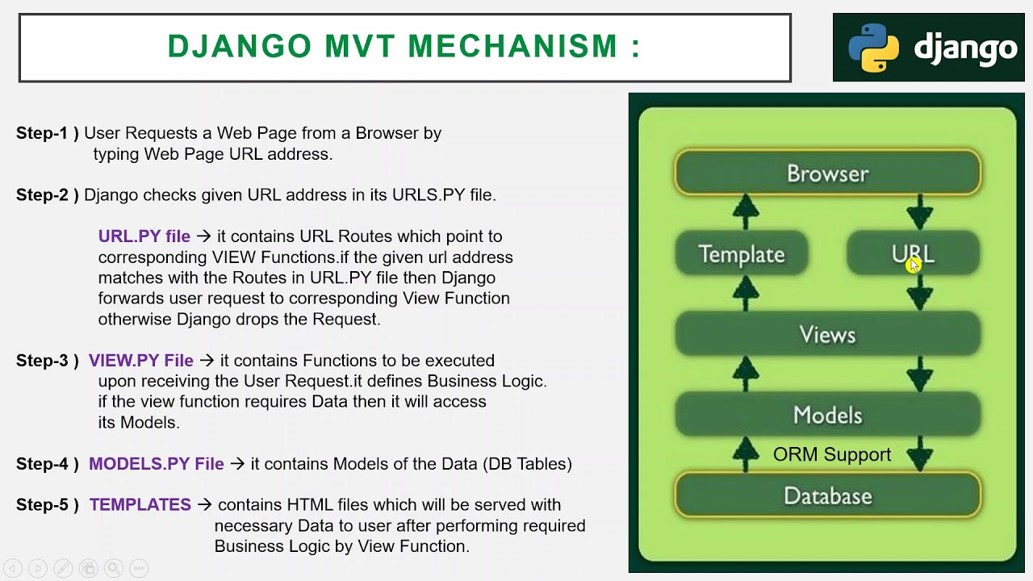 DJANGO MVT MECHANISM :
django
Step-1 ) User Requests a Web Page from a Browser by
typing Web Page URL address.
Step-2 ) Django checks given URL address in its URLS.PY file.
URL.PY file → it contains URL Routes which point to
corresponding VIEW Functions.if the given url address
matches with the Routes in URL.PY file then Django
forwards user request to corresponding View Function
otherwise Django drops the Request.
Step-3 ) VIEW.PY File → it contains Functions to be executed
upon receiving the User Request.it defines Business Logic.
if the view function requires Data then it will access
its Models.
Step-4 ) MODELS.PY File → it contains Models of the Data (DB Tables)
Step-5 ) TEMPLATES → contains HTML files which will be served with
necessary Data to user after performing required
Business Logic by View Function.
Browser
Template
URL
Views
Models
ORM Support
Database